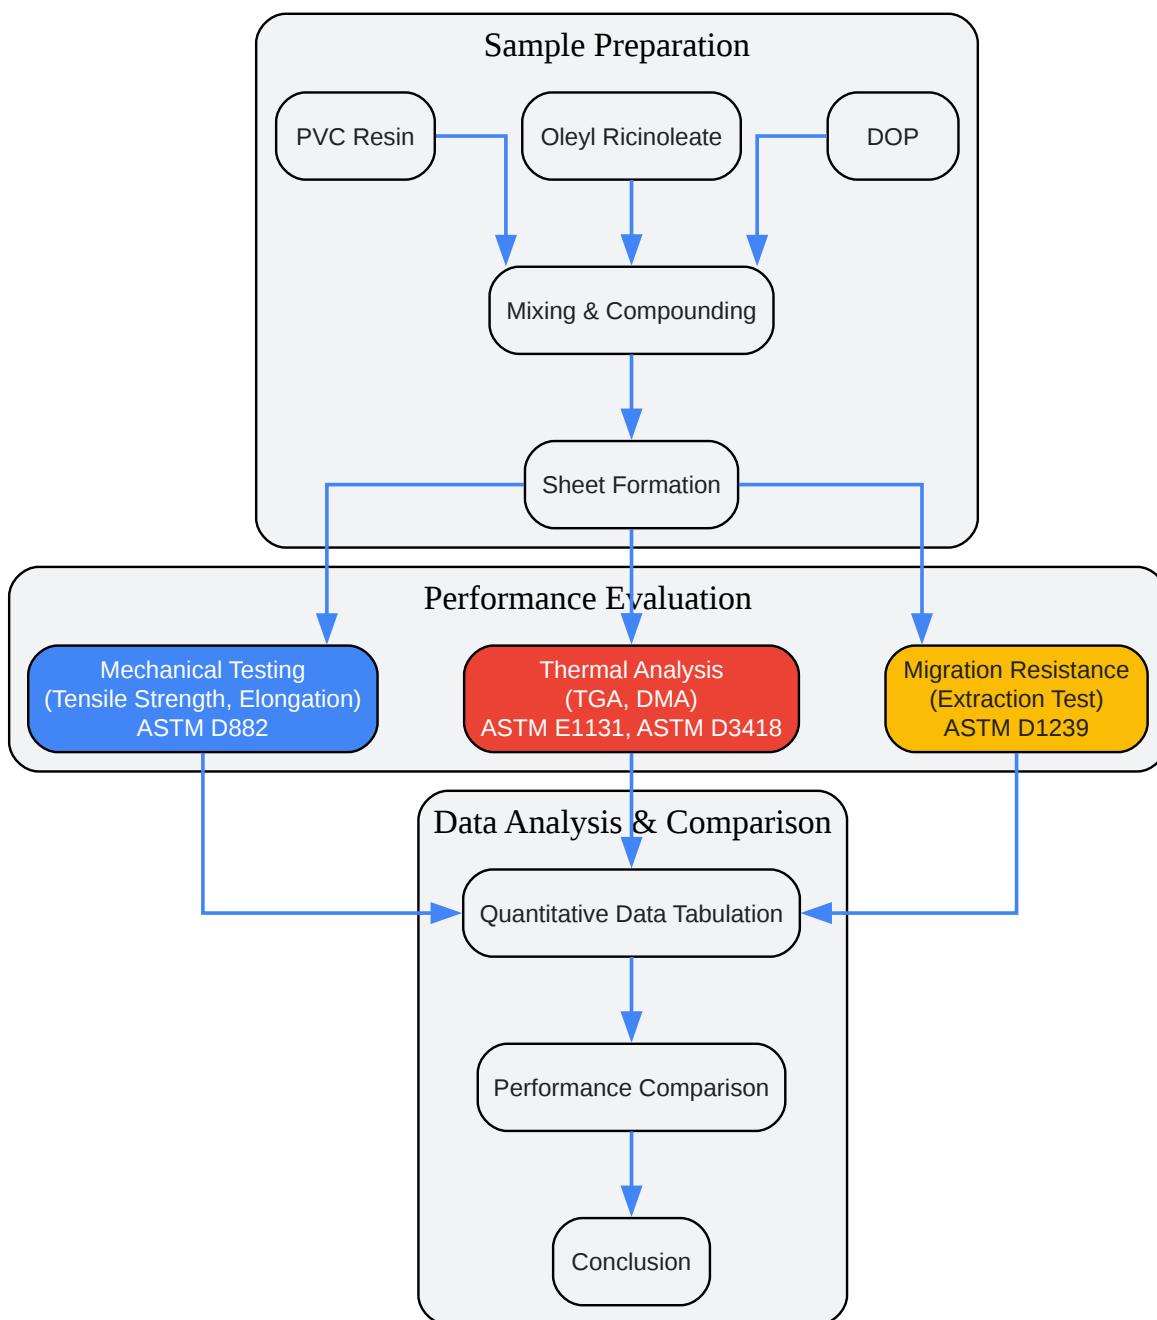 Sample Preparation
PVC Resin
Oleyl Ricinoleate
DOP
Mixing & Compounding
Sheet Formation
Performance Evaluation
Mechanical Testing
(Tensile Strength, Elongation)
ASTM D882
Thermal Analysis
(TGA, DMA)
ASTM E1131, ASTM D3418
Migration Resistance
(Extraction Test)
ASTM D1239
Data Analysis & Comparison
Quantitative Data Tabulation
Performance Comparison
Conclusion